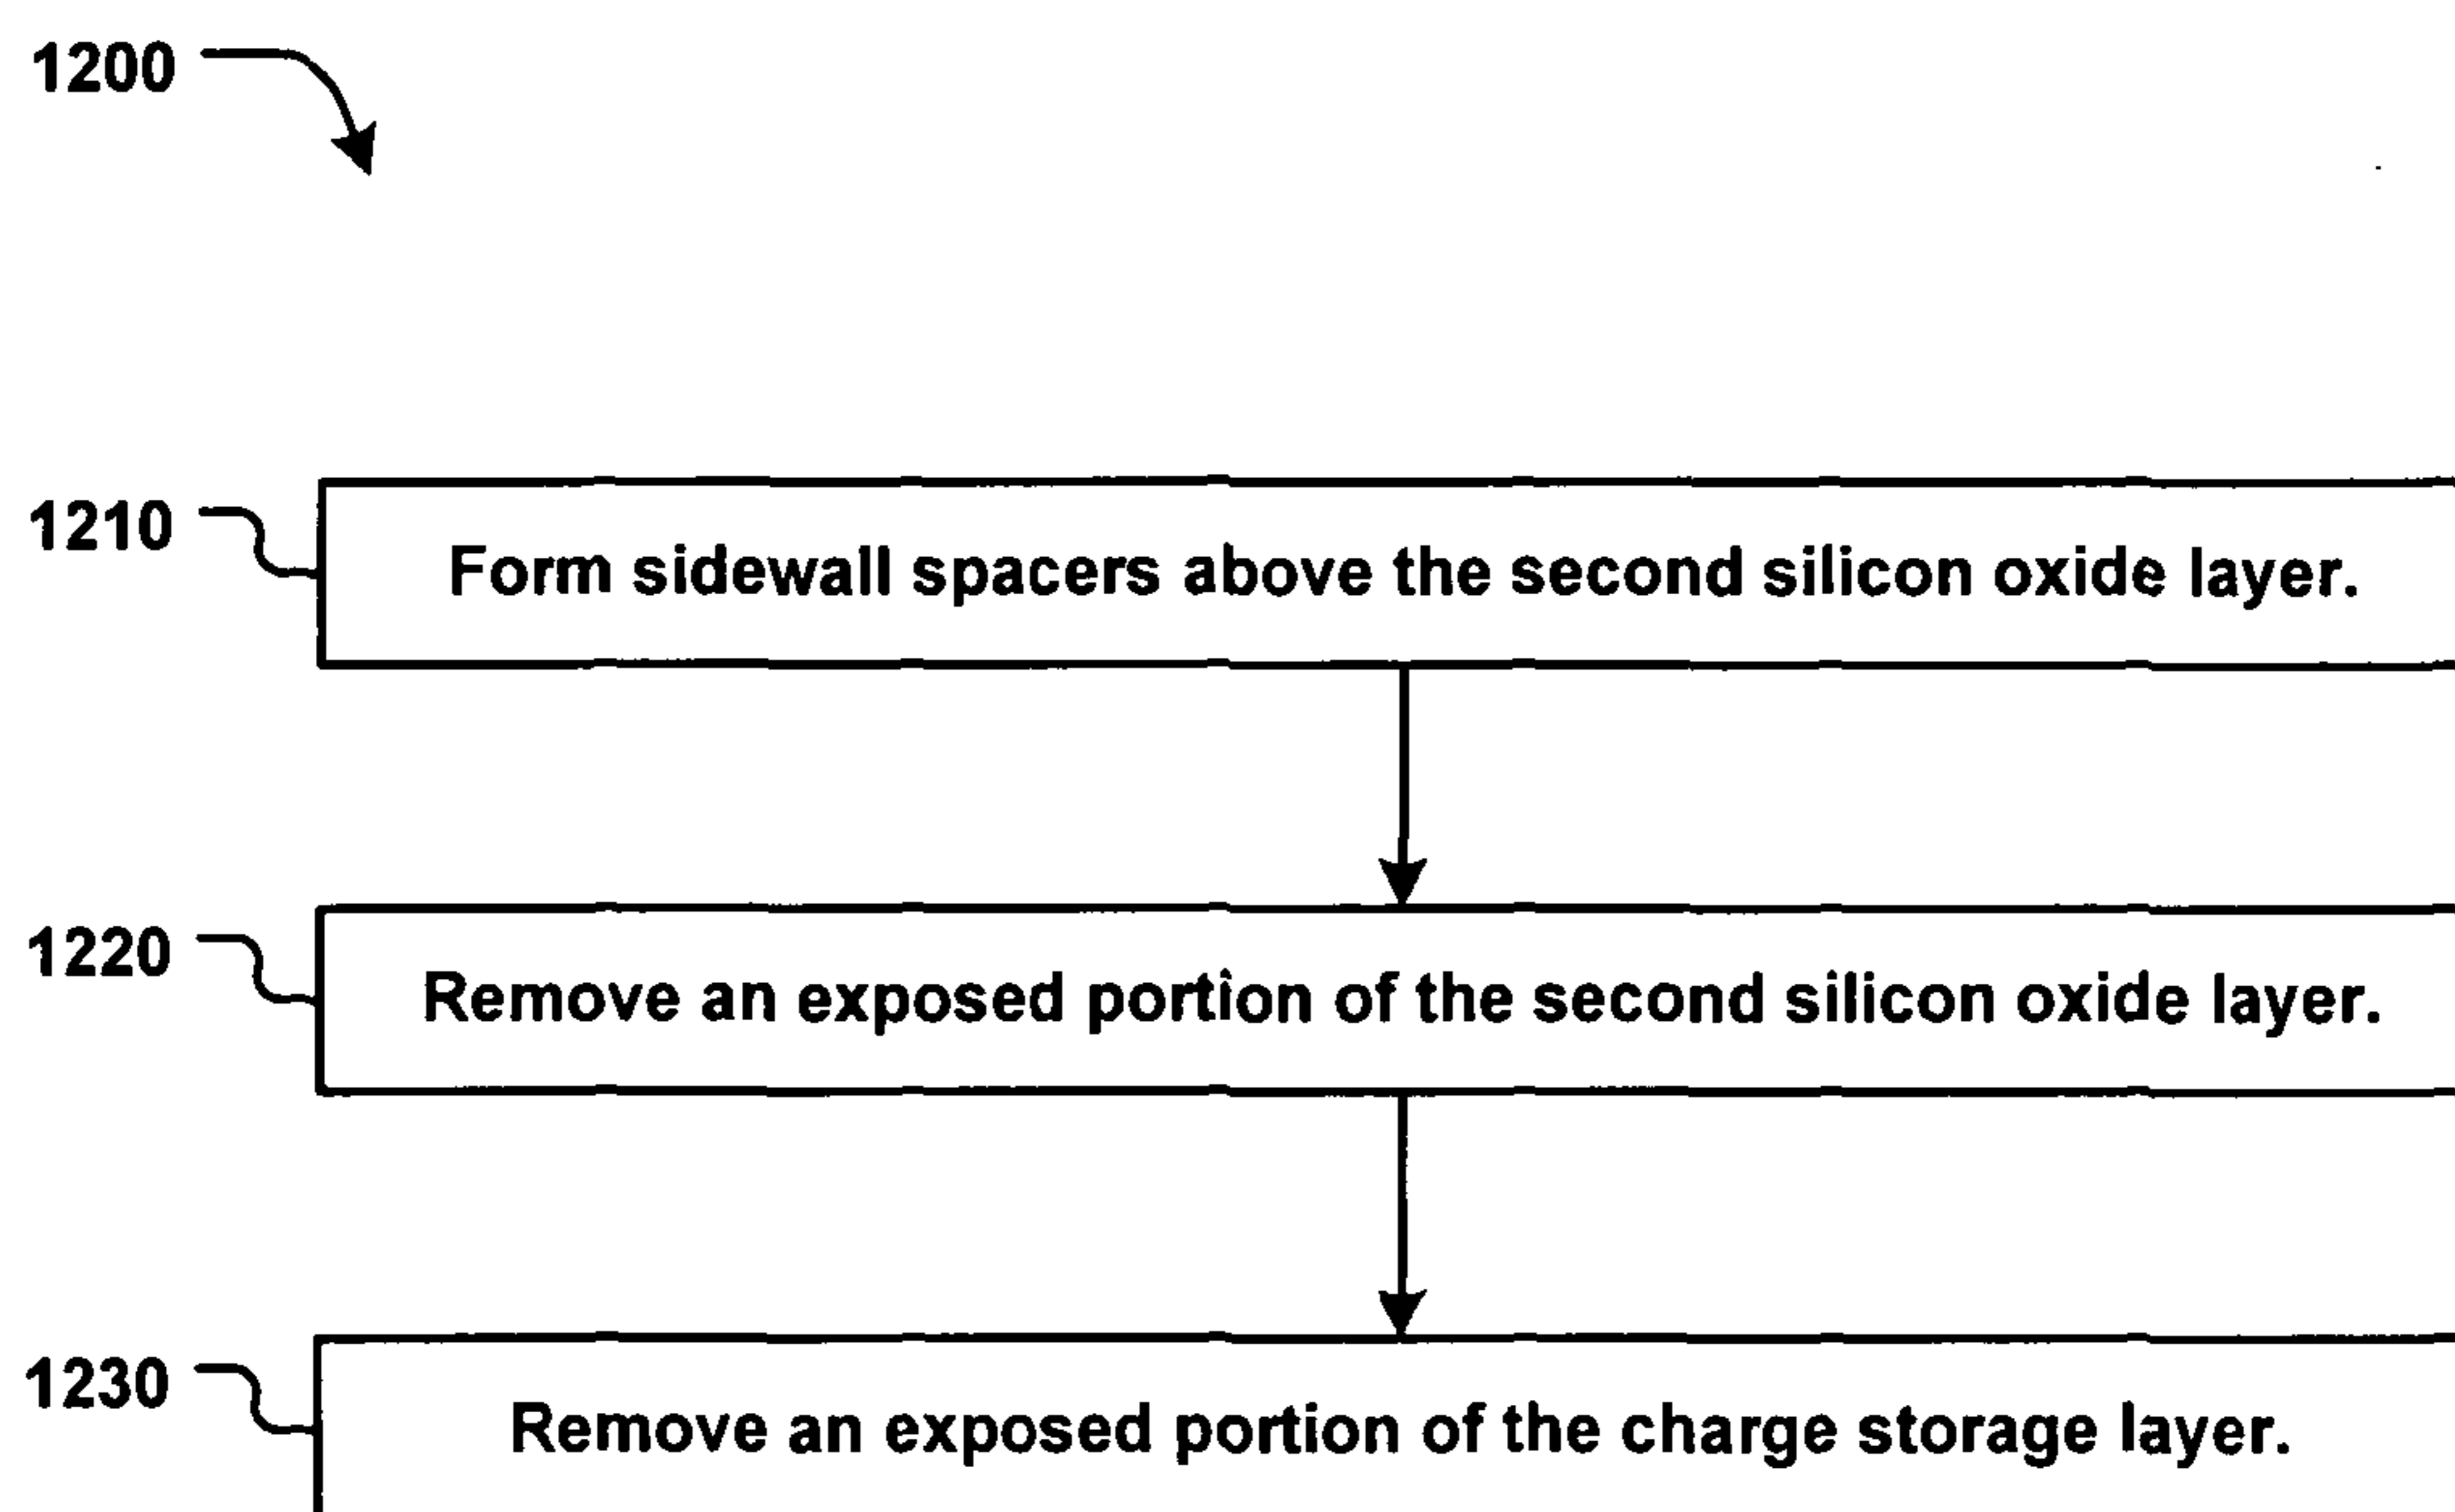 1200
1210
Form sidewall spacers above the second silicon oxide layer.
1220
Remove an exposed portion of the second silicon oxide layer.
1230
Remove an exposed portion of the charge storage layer.